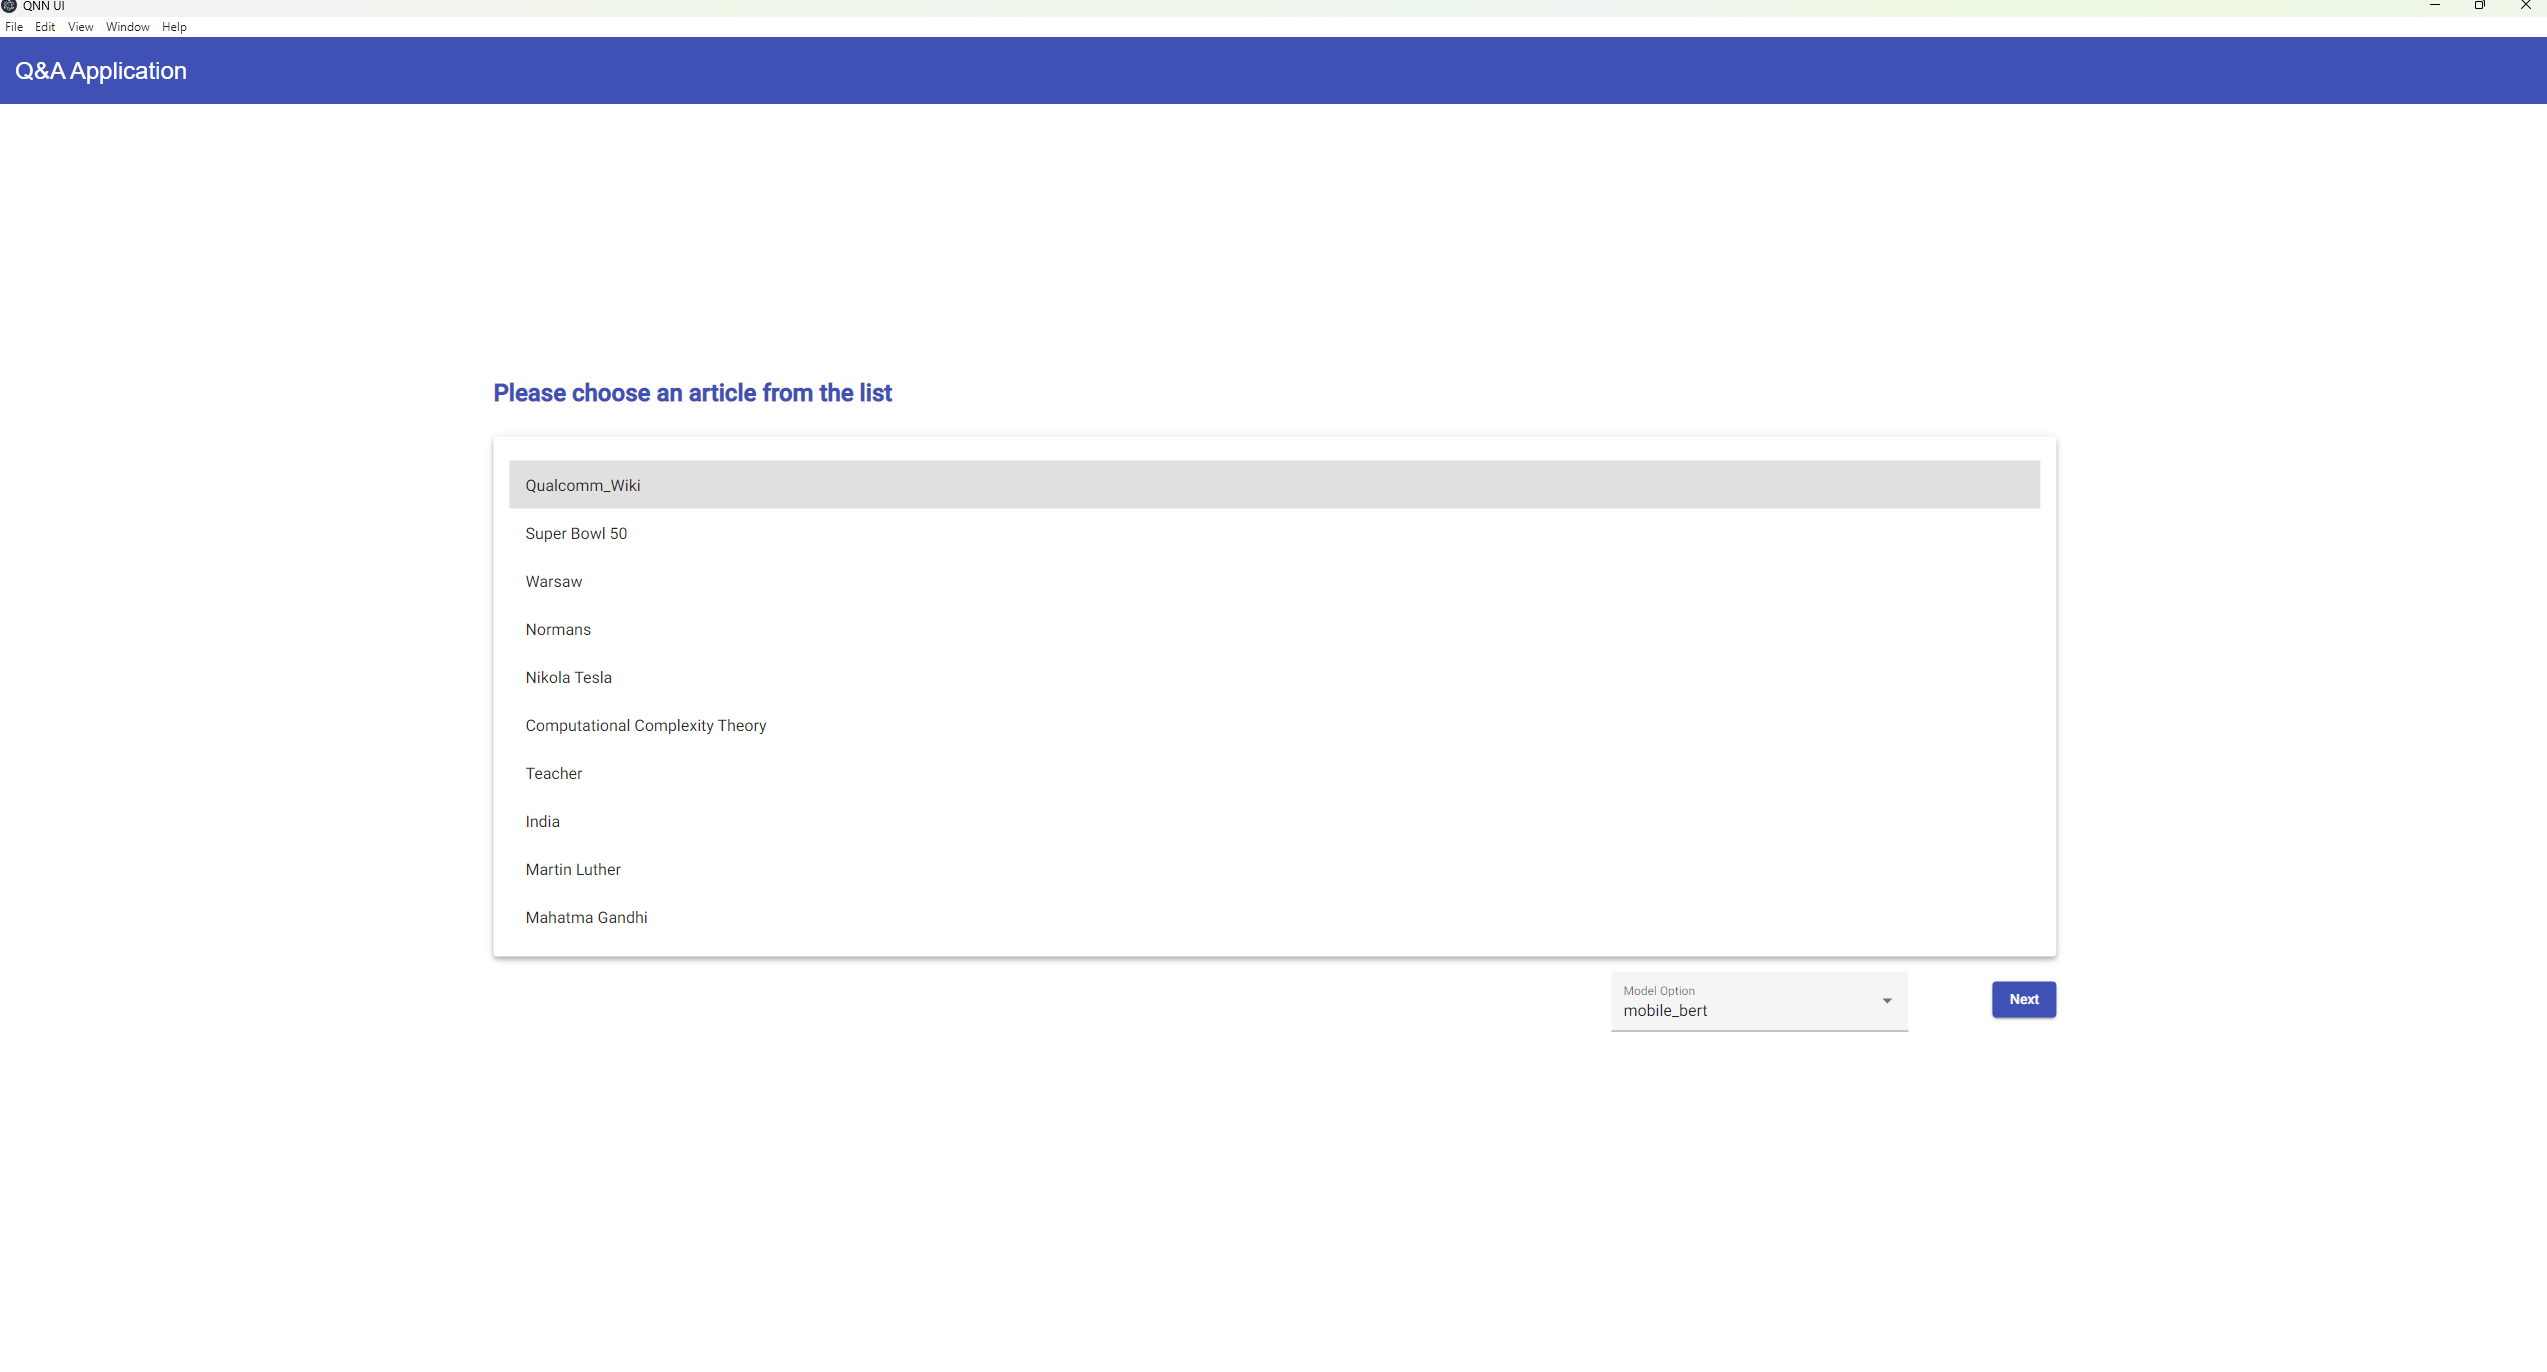 QNN UI
File Edit View Window Help
Q&A Application
Please choose an article from the list
Qualcomm_Wiki
Super Bowl 50
Warsaw
Normans
Nikola Tesla
Computational Complexity Theory
Teacher
India
Martin Luther
Mahatma Gandhi
Model Option
mobile_bert
Next